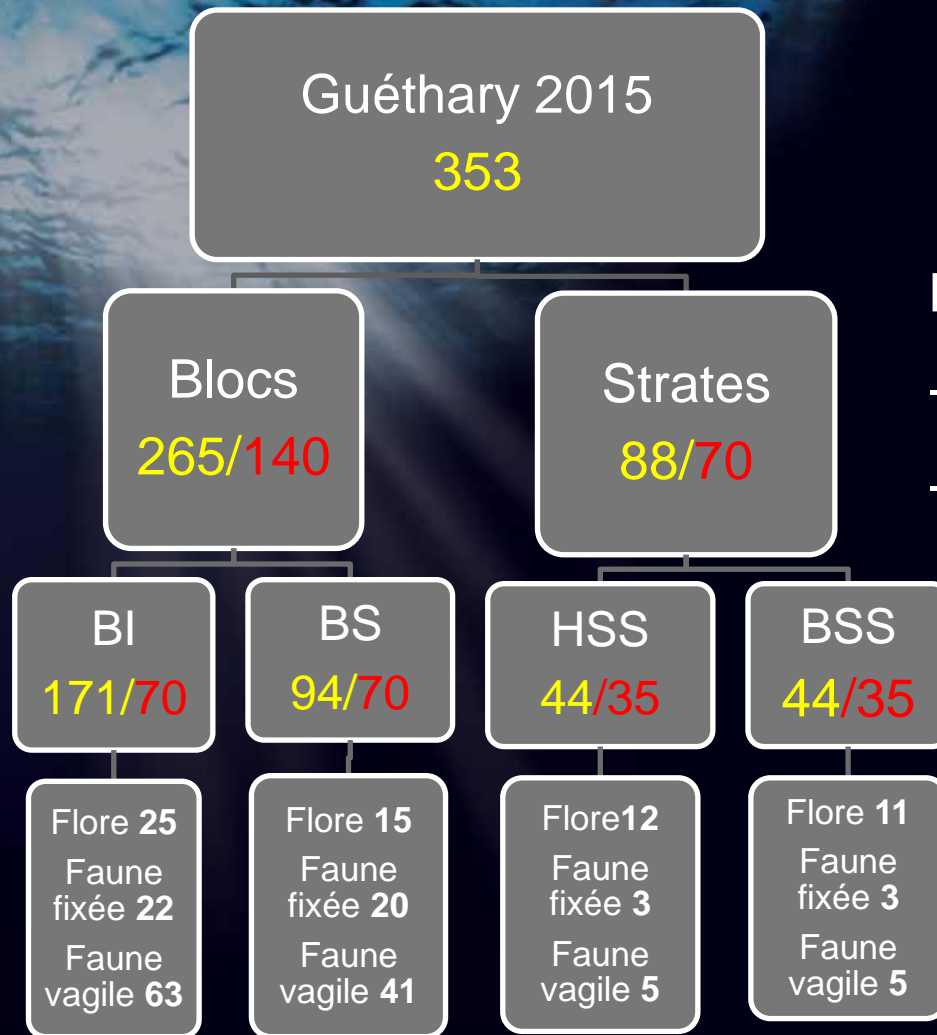 Guéthary 2015
353
Blocs
265/140
Strates
88/70
BI
171/70
BS
94/70
HSS
44/35
BSS
44/35
Flore 25
Faune
fixée 22
Faune
vagile 63
Flore 15
Faune
fixée 20
Faune
vagile 41
Flore12
Faune
fixée 3
Faune
vagile 5
Flore 11
Faune
fixée 3
Faune
vagile 5